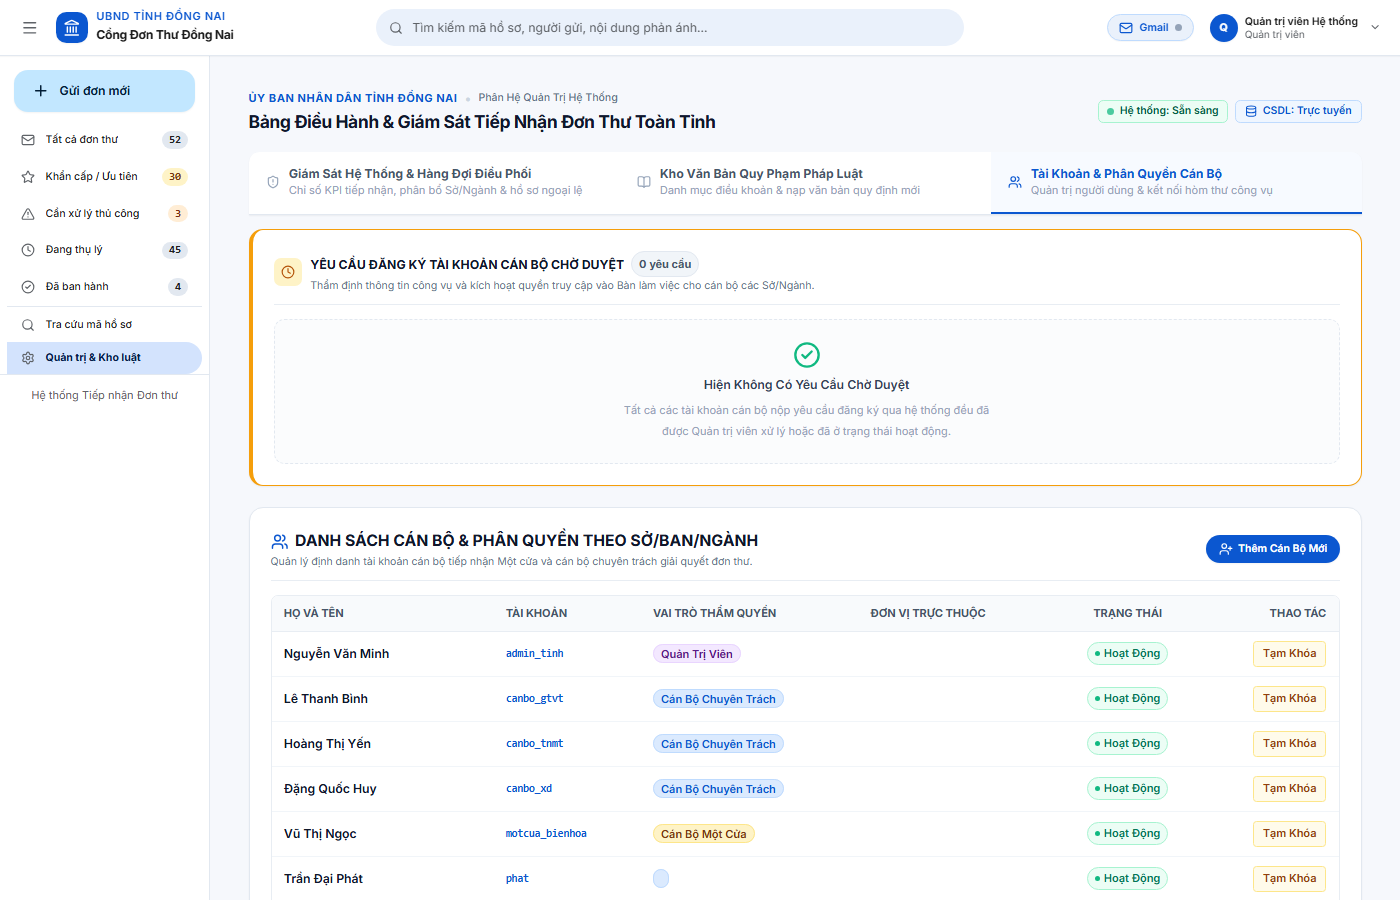 UBND TỈNH ĐỒNG NAI
Cổng Đơn Thư Đồng Nai
Tìm kiếm mã hồ sơ, người gửi, nội dung phản ánh...
Gmail
Q
Quản trị viên Hệ thống
Quản trị viên
Gửi đơn mới
Tất cả đơn thư 52
Khẩn cấp / Ưu tiên 30
Cần xử lý thủ công 3
Đang thụ lý 45
Đã ban hành 4
Tra cứu mã hồ sơ
Quản trị & Kho luật
Hệ thống Tiếp nhận Đơn thư
ỦY BAN NHÂN DÂN TỈNH ĐỒNG NAI
Phân Hệ Quản Trị Hệ Thống
Bảng Điều Hành & Giám Sát Tiếp Nhận Đơn Thư Toàn Tỉnh
Hệ thống: Sẵn sàng
CSDL: Trực tuyến
Giám Sát Hệ Thống & Hàng Đợi Điều Phối
Chỉ số KPI tiếp nhận, phân bổ Sở/Ngành & hồ sơ ngoại lệ
Kho Văn Bản Quy Phạm Pháp Luật
Danh mục điều khoản & nạp văn bản quy định mới
Tài Khoản & Phân Quyền Cán Bộ
Quản trị người dùng & kết nối hòm thư công vụ
YÊU CẦU ĐĂNG KÝ TÀI KHOẢN CÁN BỘ CHỜ DUYỆT 0 yêu cầu
Thẩm định thông tin công vụ và kích hoạt quyền truy cập vào Bàn làm việc cho cán bộ các Sở/Ngành.
Hiện Không Có Yêu Cầu Chờ Duyệt
Tất cả các tài khoản cán bộ nộp yêu cầu đăng ký qua hệ thống đều đã
được Quản trị viên xử lý hoặc đã ở trạng thái hoạt động.
DANH SÁCH CÁN BỘ & PHÂN QUYỀN THEO SỞ/BAN/NGÀNH
Quản lý định danh tài khoản cán bộ tiếp nhận Một cửa và cán bộ chuyên trách giải quyết đơn thư.
Thêm Cán Bộ Mới
HỌ VÀ TÊN TÀI KHOẢN VAI TRÒ THẨM QUYỀN ĐƠN VỊ TRỰC THUỘC TRẠNG THÁI THAO TÁC
Nguyễn Văn Minh admin_tinh Quản Trị Viên Hoạt Động Tạm Khóa
Lê Thanh Bình canbo_gtvt Cán Bộ Chuyên Trách Hoạt Động Tạm Khóa
Hoàng Thị Yến canbo_tnmt Cán Bộ Chuyên Trách Hoạt Động Tạm Khóa
Đặng Quốc Huy canbo_xd Cán Bộ Chuyên Trách Hoạt Động Tạm Khóa
Vũ Thị Ngọc motcua_bienhoa Cán Bộ Một Cửa Hoạt Động Tạm Khóa
Trần Đại Phát phat Hoạt Động Tạm Khóa